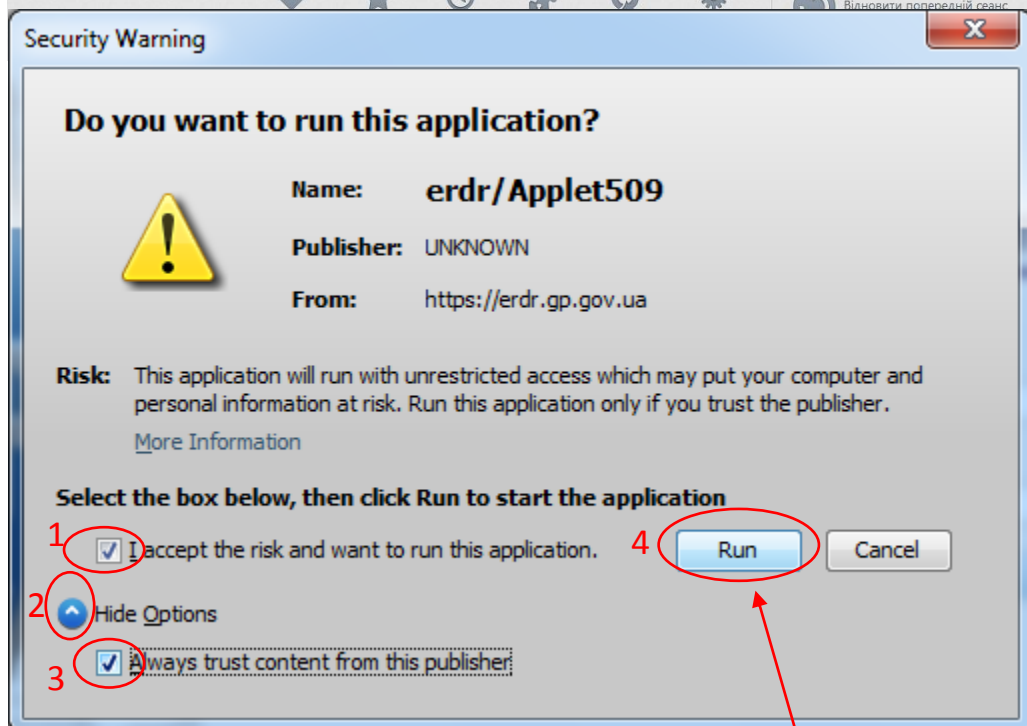 Відновити попередній сеанс
Security Warning
Do you want to run this application?
Name: erdr/Applet509
Publisher: UNKNOWN
From: https://erdr.gp.gov.ua
Risk: This application will run with unrestricted access which may put your computer and
personal information at risk. Run this application only if you trust the publisher.
More Information
Select the box below, then click Run to start the application
1 I accept the risk and want to run this application. 4 Run Cancel
2 Hide Options
3 Always trust content from this publisher